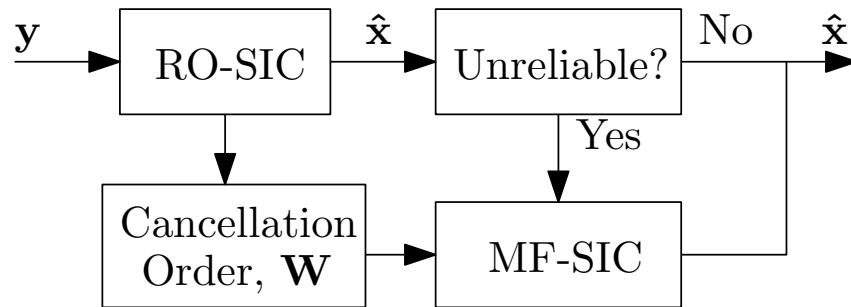 y
RO-SIC
x̂
Unreliable?
No
x̂
Yes
Cancellation
Order, W
MF-SIC